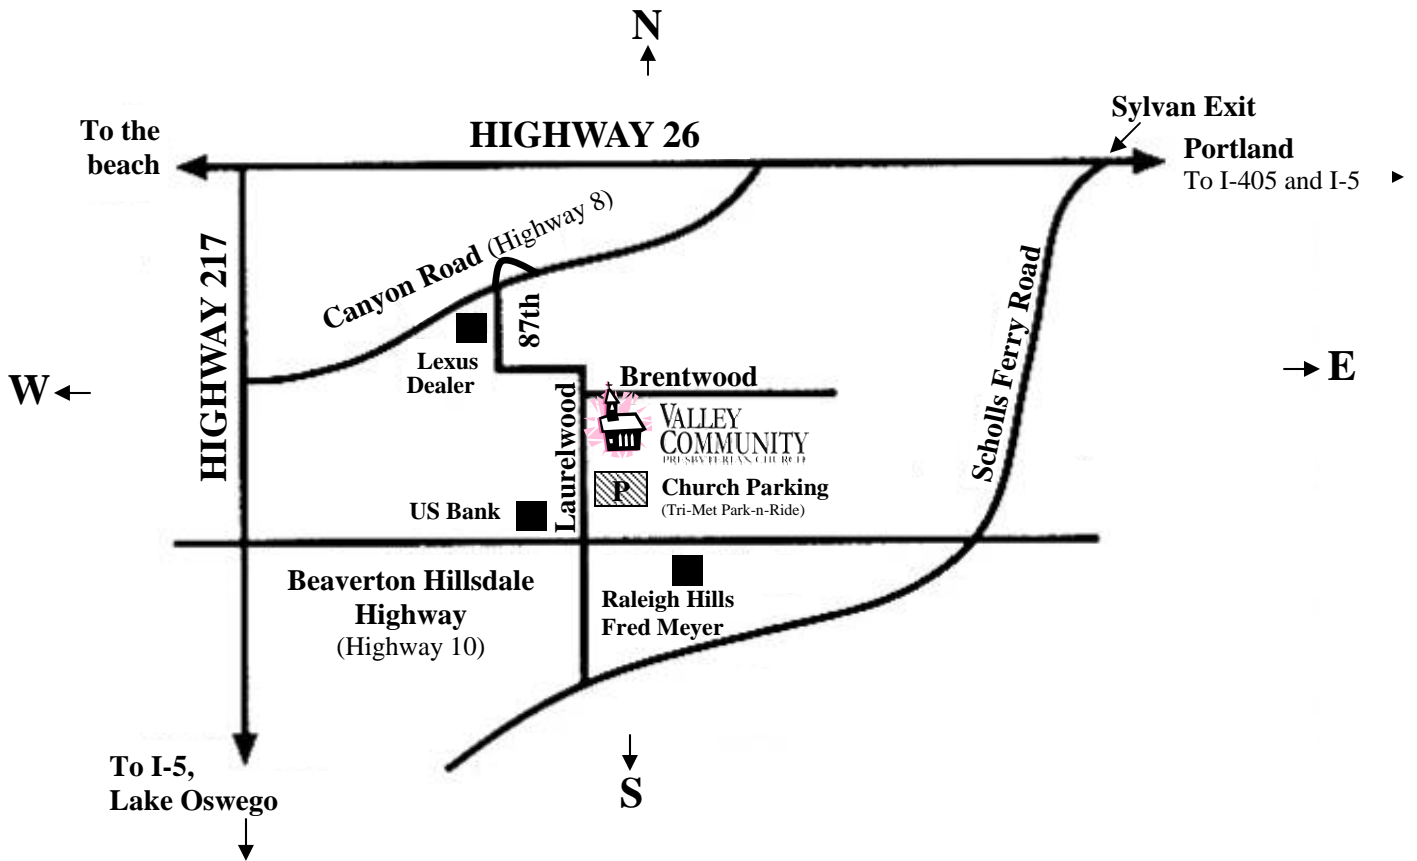 N
Sylvan Exit
To the
beach
HIGHWAY 26
Portland
To I-405 and I-5
Canyon Road (Highway 8)
HIGHWAY 217
87th
Scholls Ferry Road
Lexus
Dealer
W
E
Brentwood
Laurelwood
VALLEY
COMMUNITY
PRESBYTERIAN CHURCH
P
Church Parking
(Tri-Met Park-n-Ride)
US Bank
Beaverton Hillsdale
Highway
(Highway 10)
Raleigh Hills
Fred Meyer
To I-5,
Lake Oswego
S